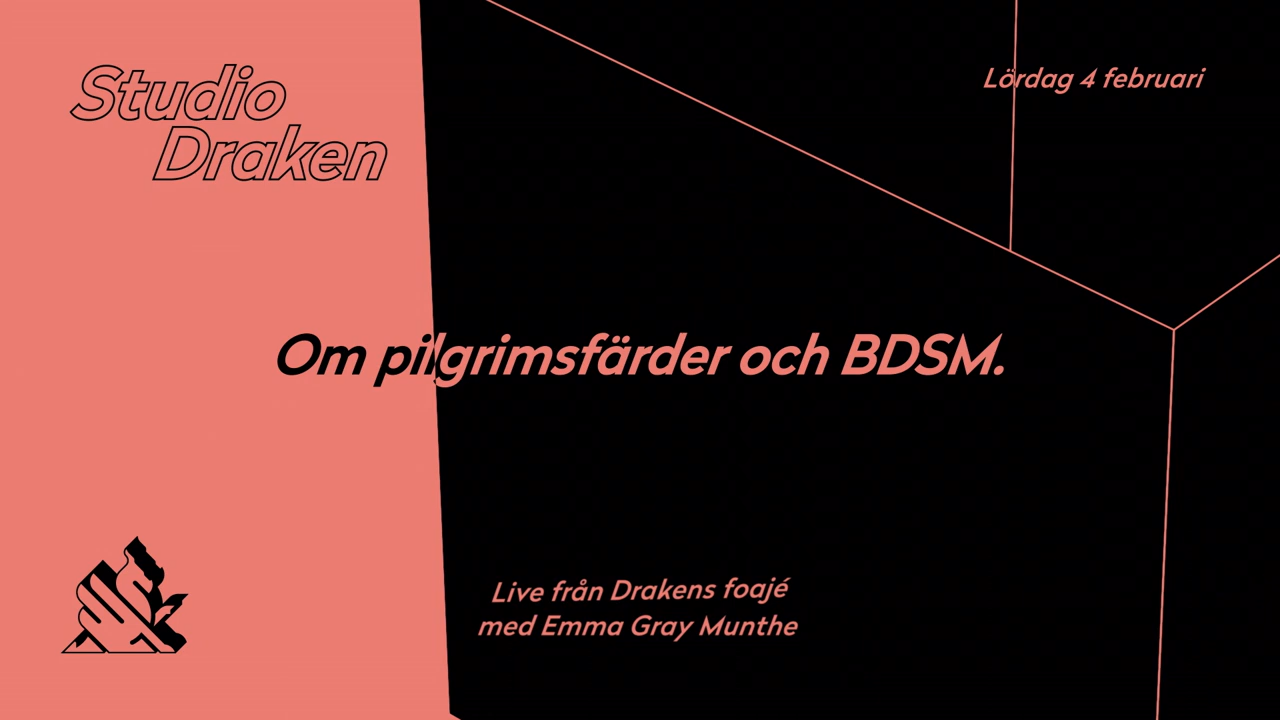 Studio
Draken
Lördag 4 februari
Om pilgrimsfärder och BDSM.
Live från Drakens foajé
med Emma Gray Munthe